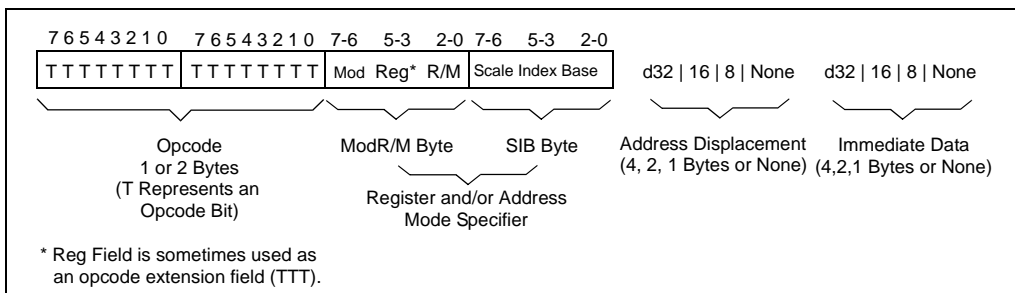 7 6 5 4 3 2 1 0 7 6 5 4 3 2 1 0 7-6 5-3 2-0 7-6 5-3 2-0
T T T T T T T T T T T T T T T T Mod Reg* R/M Scale Index Base d32 | 16 | 8 | None d32 | 16 | 8 | None
Opcode
1 or 2 Bytes
(T Represents an
Opcode Bit)
ModR/M Byte SIB Byte
Register and/or Address
Mode Specifier
Address Displacement
(4, 2, 1 Bytes or None)
Immediate Data
(4,2,1 Bytes or None)
* Reg Field is sometimes used as
an opcode extension field (TTT).